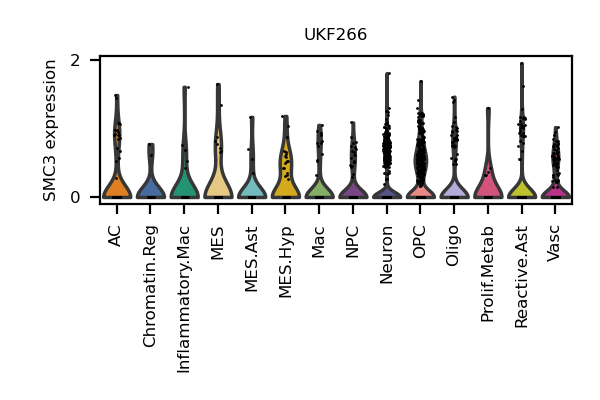 UKF266
SMC3 expression
2
0
AC
Chromatin.Reg
Inflammatory.Mac
MES
MES.Ast
MES.Hyp
Mac
NPC
Neuron
OPC
Oligo
Prolif.Metab
Reactive.Ast
Vasc